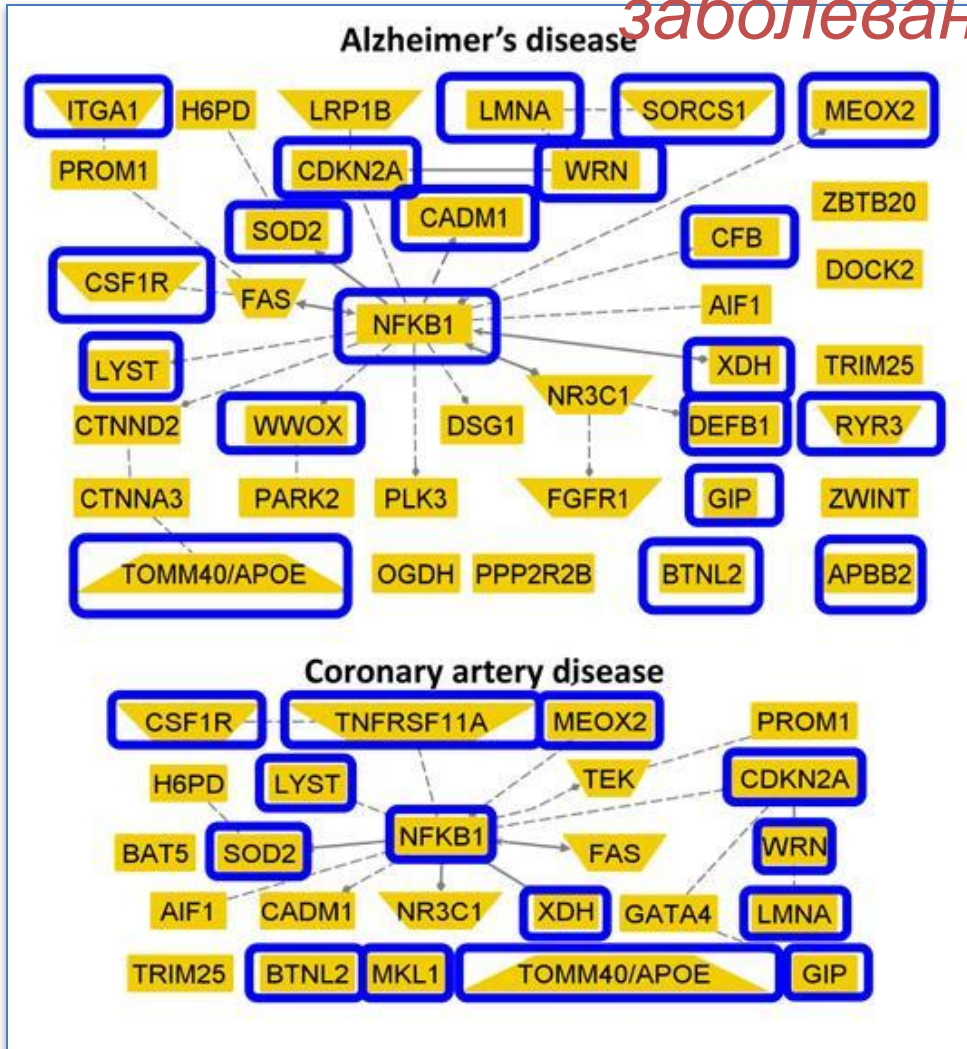 заболеван
Alzheimer's disease
ITGA1 H6PD LRP1B LMNA SORCS1 MEOX2
PROM1 CDKN2A WRN
ZBTB20
SOD2 CADM1 CFB
CSF1R FAS DOCK2
NFKB1 AIF1
LYST XDH TRIM25
NR3C1
CTNND2 WWOX DSG1 DEFB1 RYR3
CTNNA3 PARK2 PLK3 FGFR1 GIP ZWINT
TOMM40/APOE OGDH PPP2R2B BTNL2 APBB2
Coronary artery disease
CSF1R TNFRSF11A MEOX2 PROM1
H6PD LYST TEK CDKN2A
NFKB1
BAT5 SOD2 FAS WRN
AIF1 CADM1 NR3C1 XDH GATA4 LMNA
TRIM25 BTNL2 MKL1 TOMM40/APOE GIP